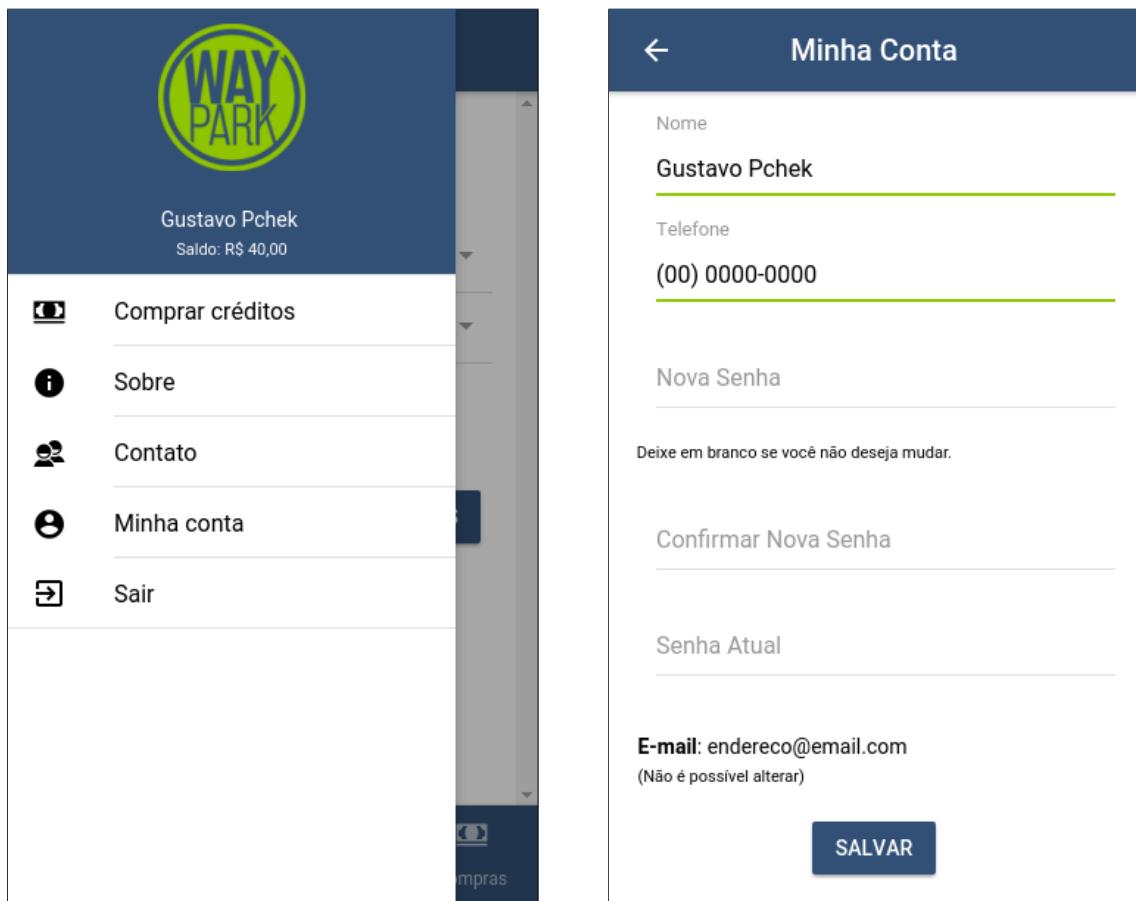 WAY
PARK
Gustavo Pchek
Saldo: R$ 40,00
Comprar créditos
Sobre
Contato
Minha conta
Sair
Minha Conta
Nome
Gustavo Pchek
Telefone
(00) 0000-0000
Nova Senha
Deixe em branco se você não deseja mudar.
Confirmar Nova Senha
Senha Atual
E-mail: endereco@email.com
(Não é possível alterar)
SALVAR